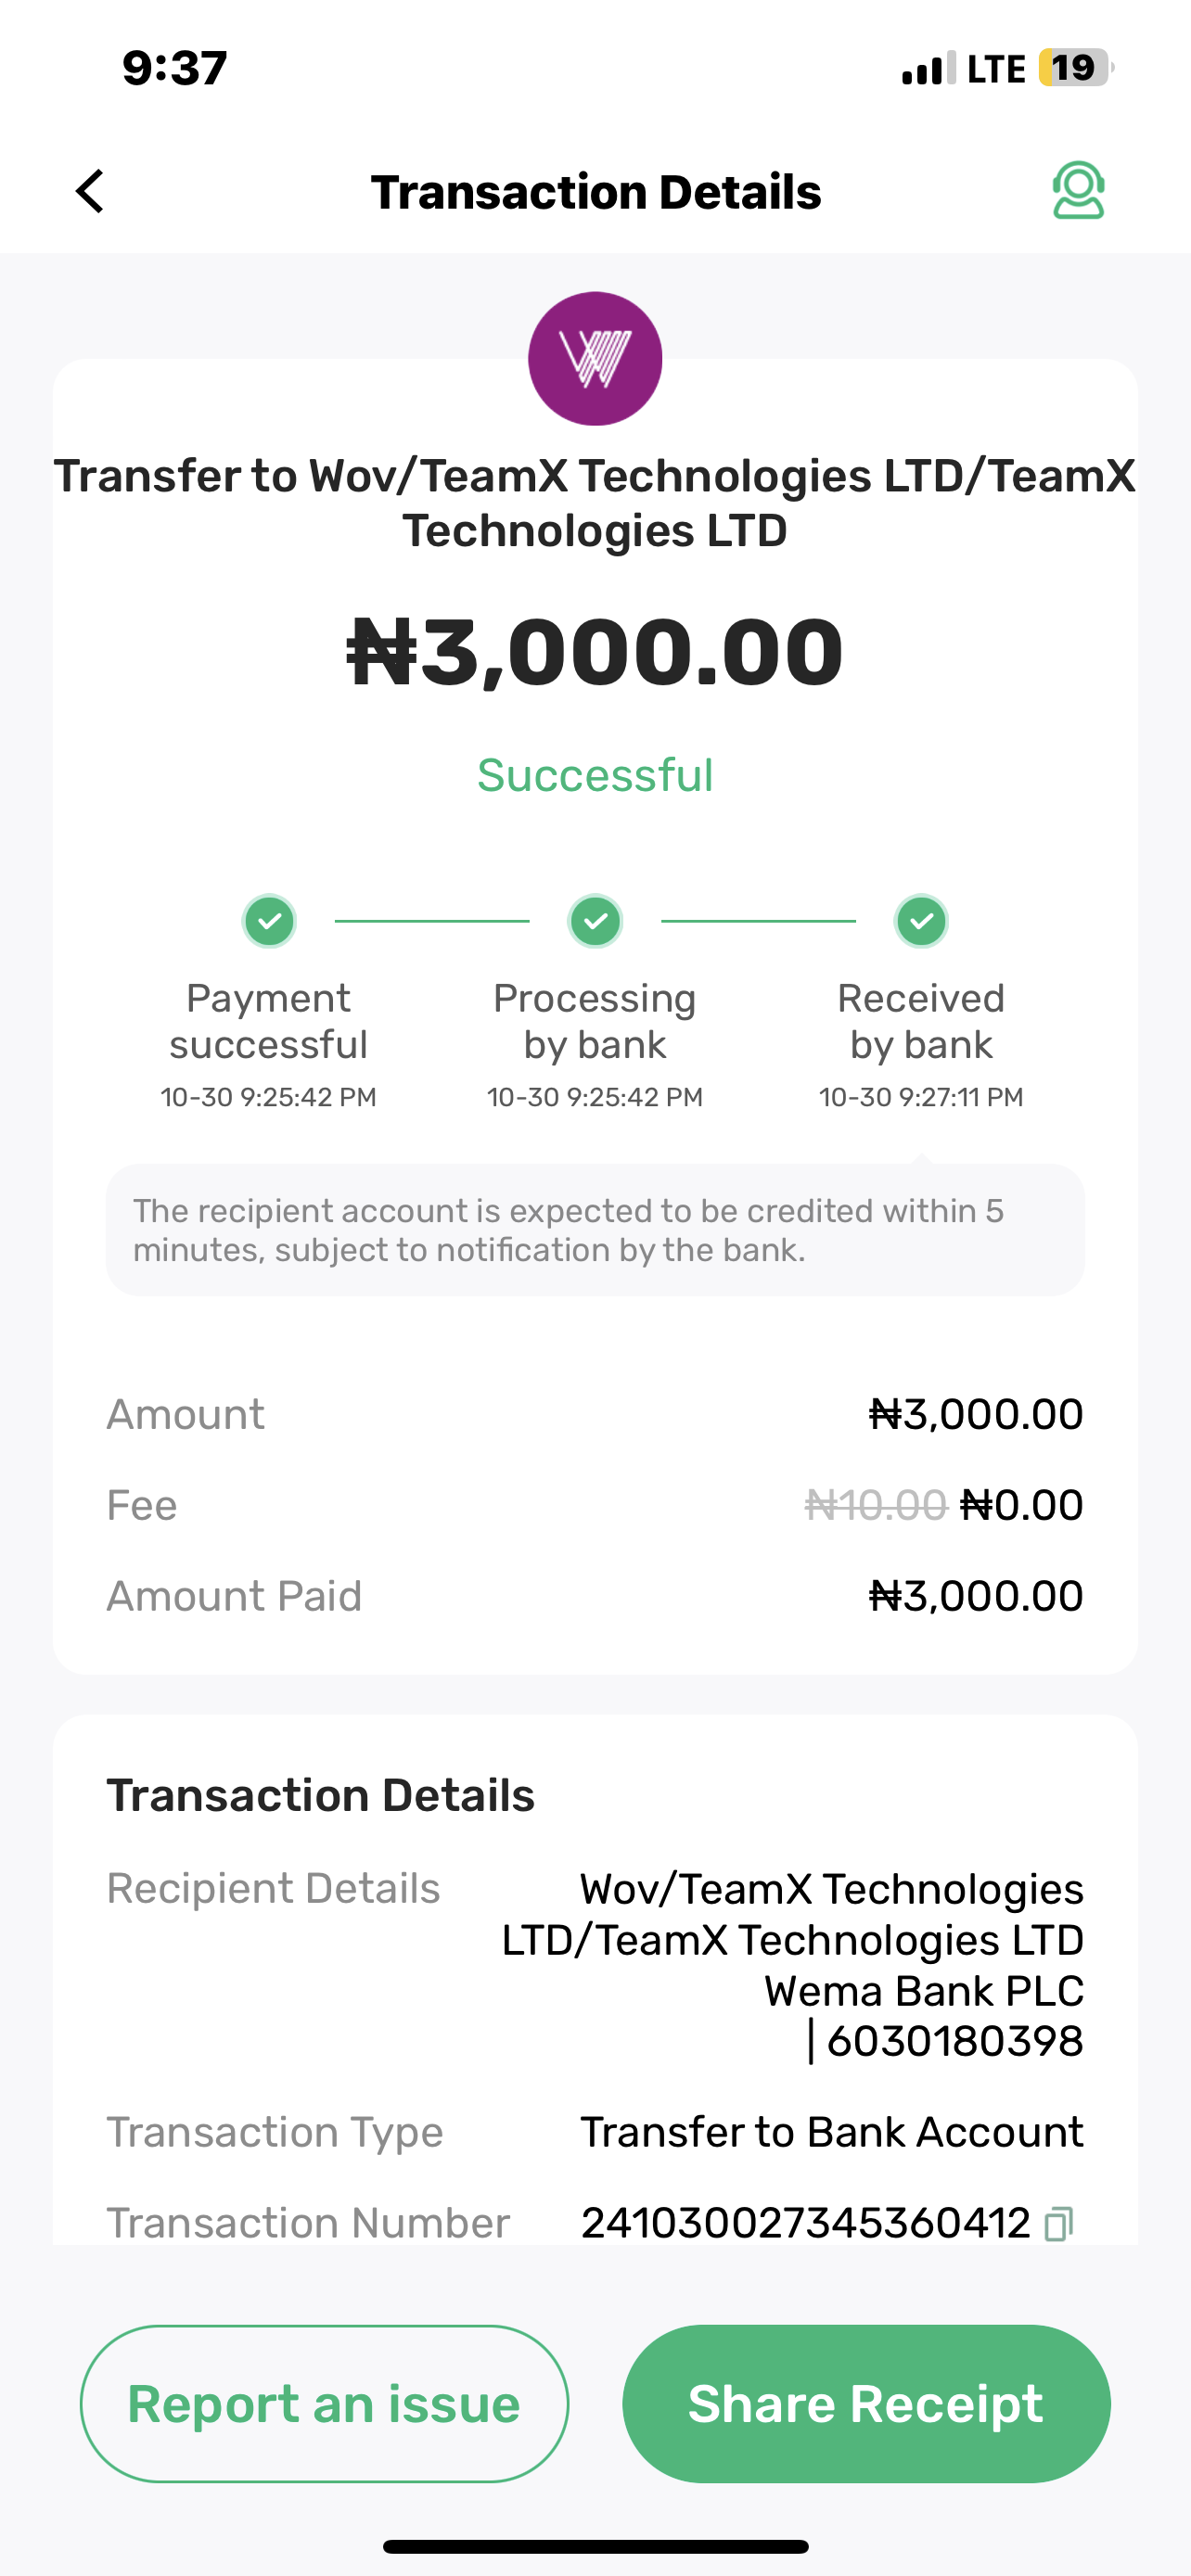 9:37
LTE 19
Transaction Details
Transfer to Wov/TeamX Technologies LTD/TeamX
Technologies LTD
₦3,000.00
Successful
Payment successful
10-30 9:25:42 PM
Processing by bank
10-30 9:25:42 PM
Received by bank
10-30 9:27:11 PM
The recipient account is expected to be credited within 5
minutes, subject to notification by the bank.
Amount ₦3,000.00
Fee ₦10.00 ₦0.00
Amount Paid ₦3,000.00
Transaction Details
Recipient Details Wov/TeamX Technologies
LTD/TeamX Technologies LTD
Wema Bank PLC
| 6030180398
Transaction Type Transfer to Bank Account
Transaction Number 241030027345360412
Report an issue Share Receipt